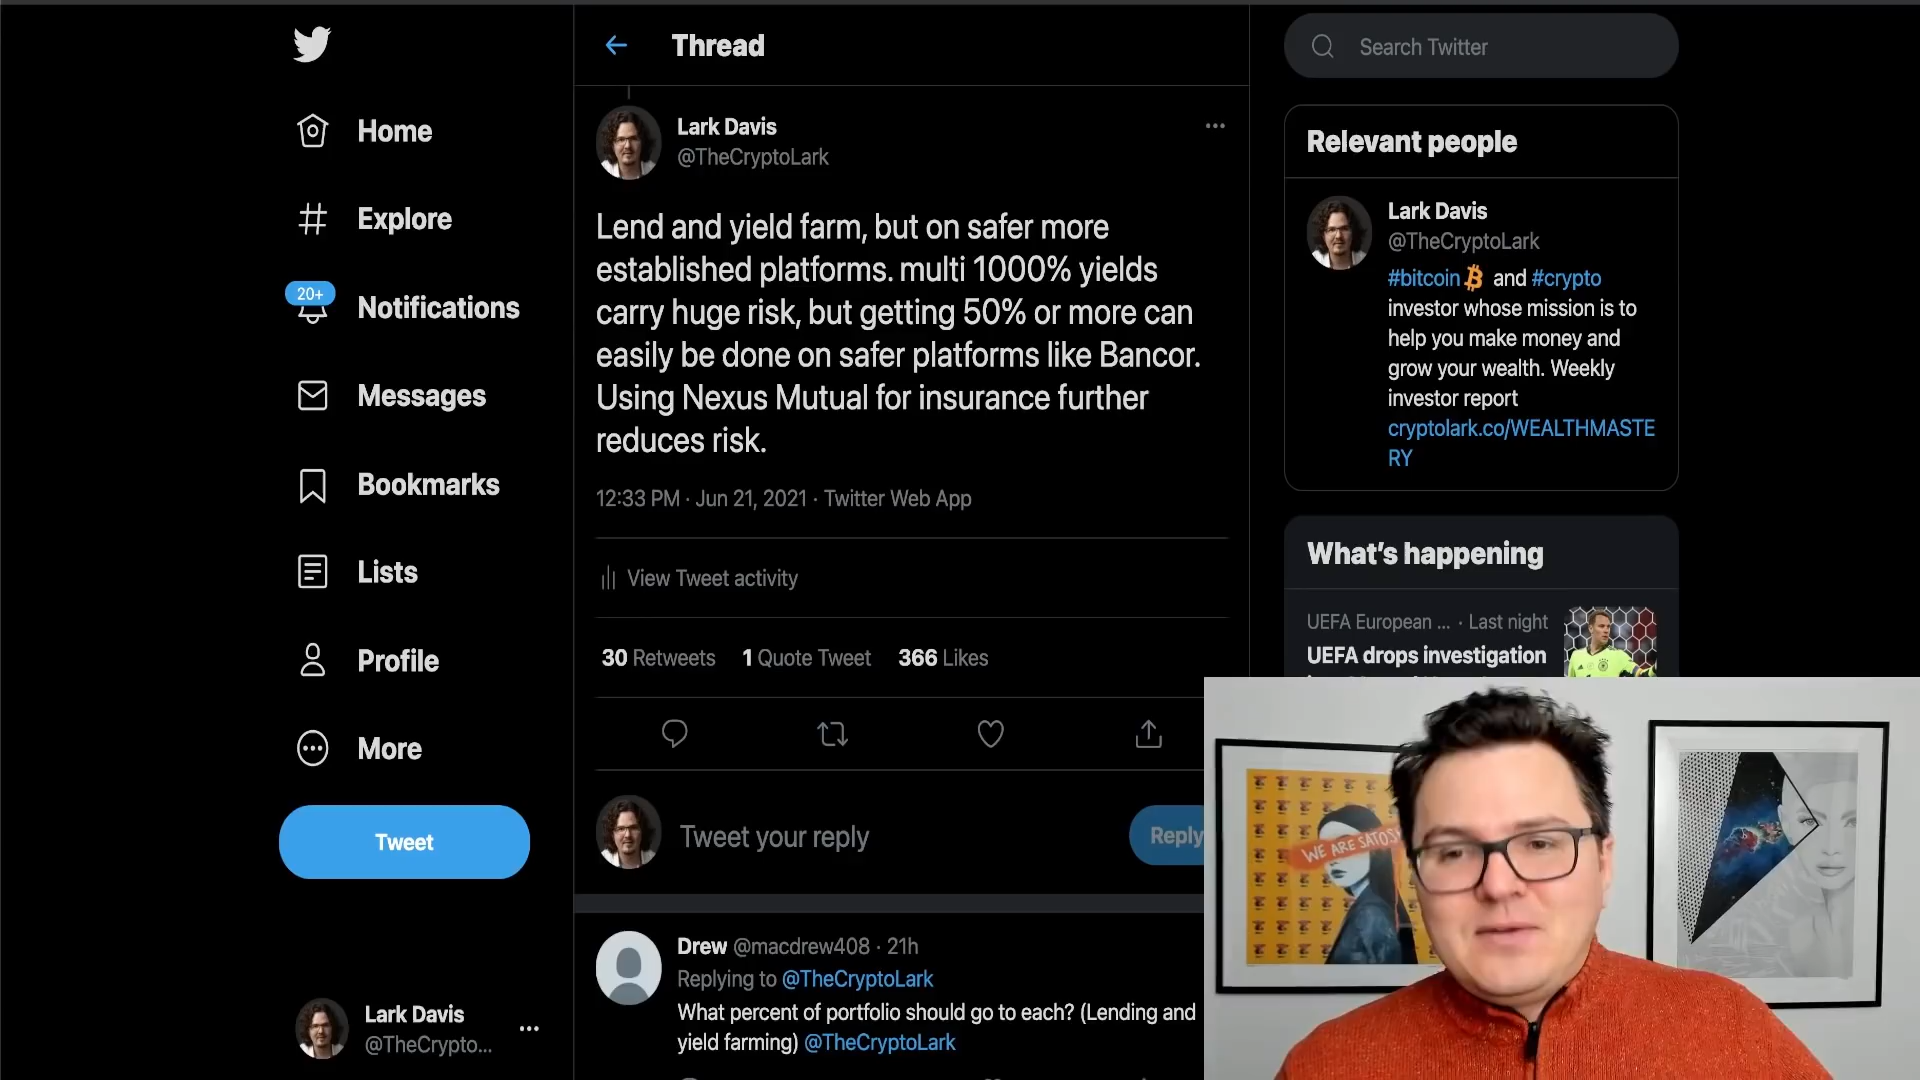 Home
Explore
20+
Notifications
Messages
Bookmarks
Lists
Profile
More
Tweet
Lark Davis
@TheCrypto...
Thread
Lark Davis
@TheCryptoLark
Lend and yield farm, but on safer more
established platforms. multi 1000% yields
carry huge risk, but getting 50% or more can
easily be done on safer platforms like Bancor.
Using Nexus Mutual for insurance further
reduces risk.
12:33 PM · Jun 21, 2021 · Twitter Web App
View Tweet activity
30 Retweets 1 Quote Tweet 366 Likes
Tweet your reply
Reply
Drew @macdrew408 · 21h
Replying to @TheCryptoLark
What percent of portfolio should go to each? (Lending and
yield farming) @TheCryptoLark
Search Twitter
Relevant people
Lark Davis
@TheCryptoLark
#bitcoin and #crypto
investor whose mission is to
help you make money and
grow your wealth. Weekly
investor report
cryptolark.co/WEALTHMASTE
RY
What's happening
UEFA European ... · Last night
UEFA drops investigation
WE ARE SATOSH